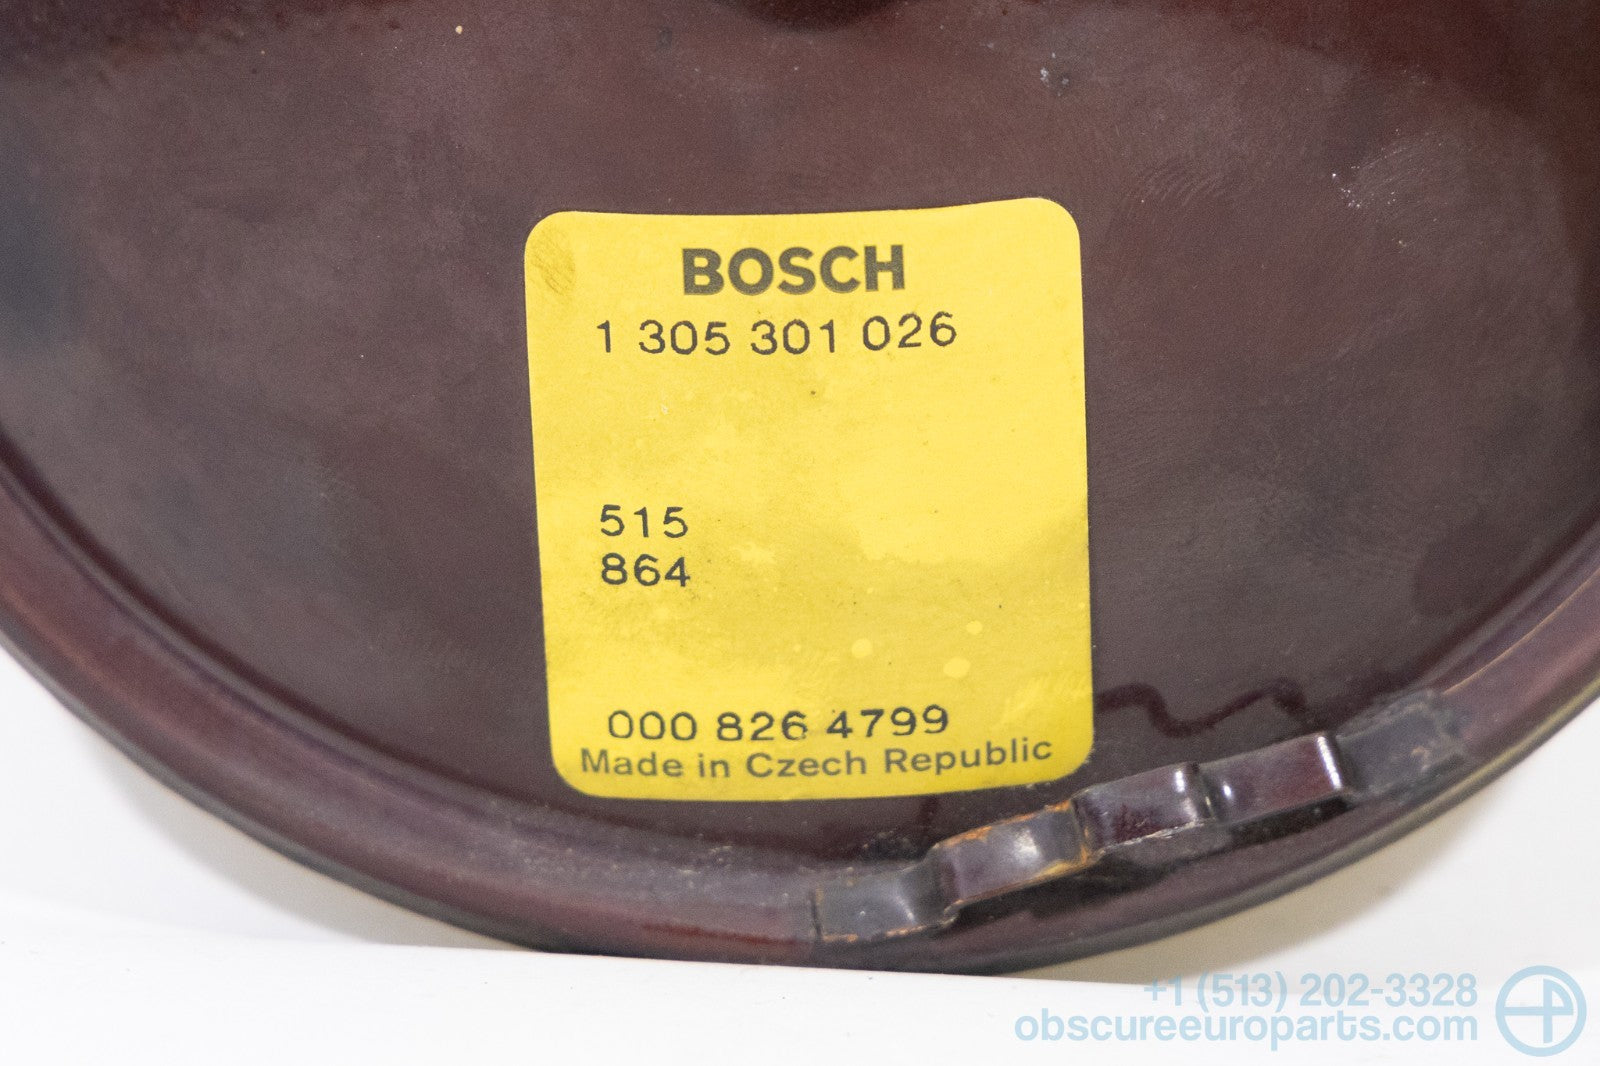 BOSCH
1 305 301 026
515
864
000 826 4799
Made in Czech Republic
+1 (513) 202-3328
obscureeuroparts.com